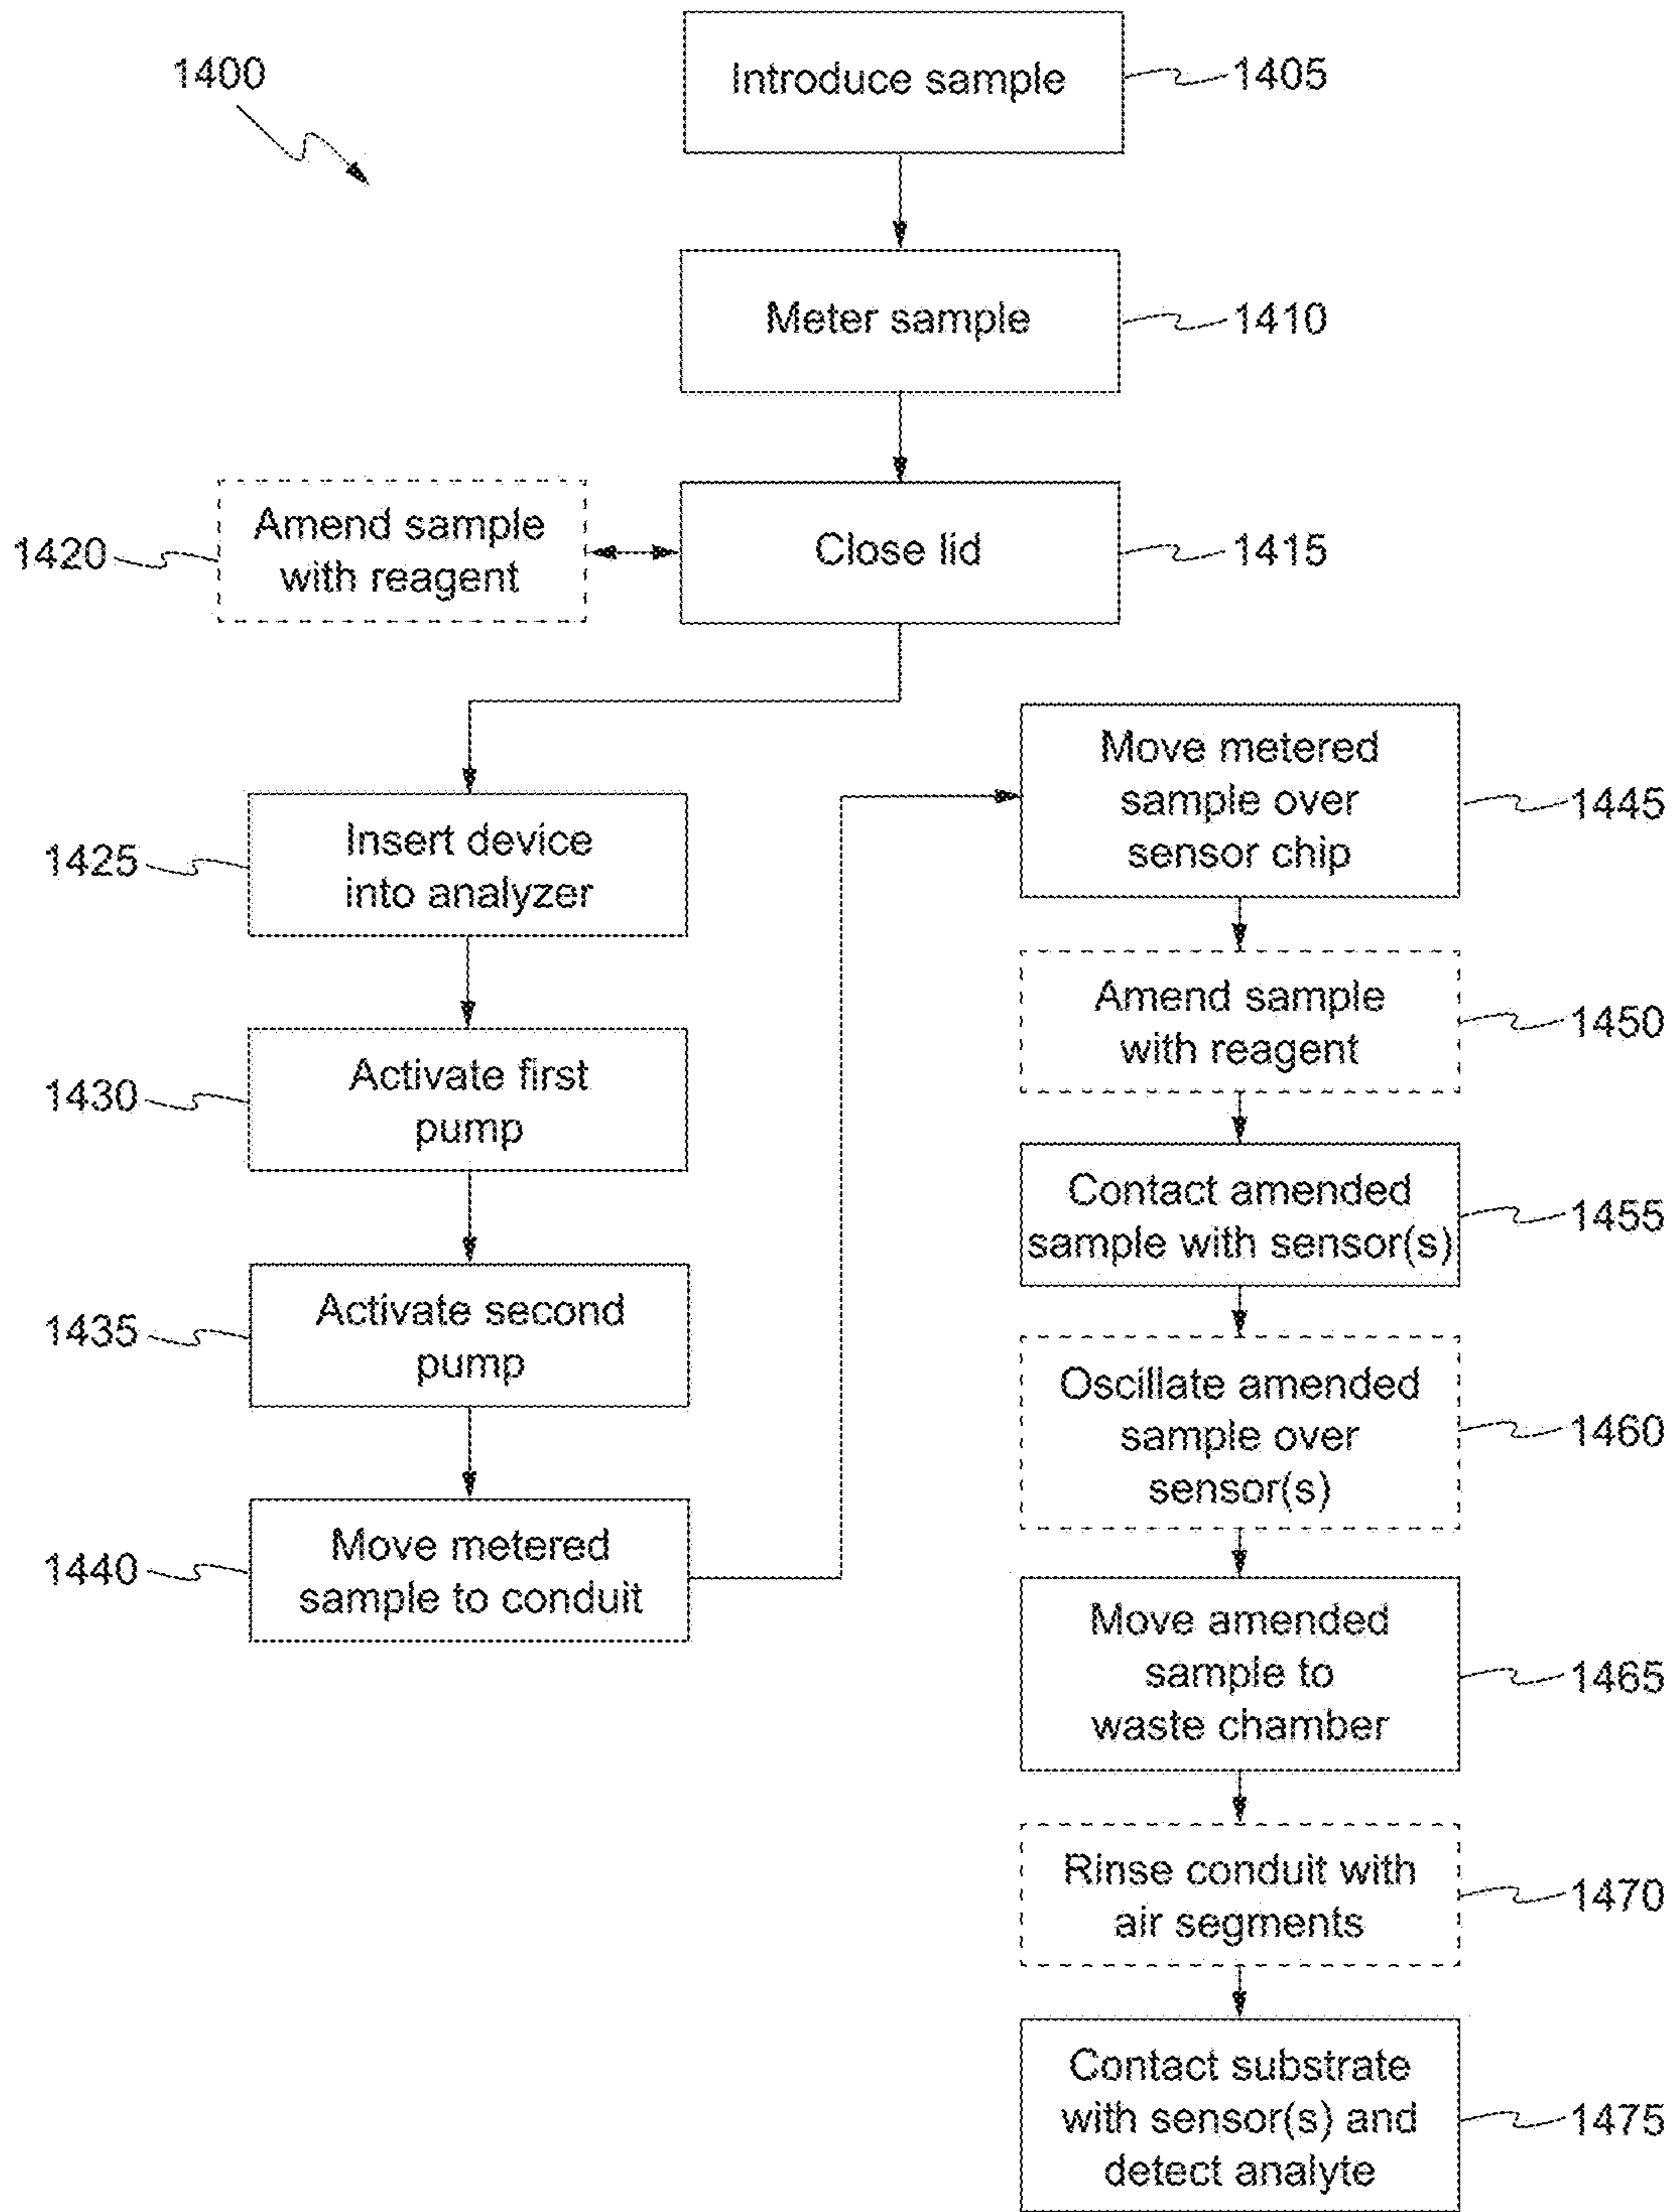 1400
Introduce sample
1405
Meter sample
1410
Close lid
1415
Amend sample
with reagent
1420
Insert device
into analyzer
1425
Activate first
pump
1430
Activate second
pump
1435
Move metered
sample to conduit
1440
Move metered
sample over
sensor chip
1445
Amend sample
with reagent
1450
Contact amended
sample with sensor(s)
1455
Oscillate amended
sample over
sensor(s)
1460
Move amended
sample to
waste chamber
1465
Rinse conduit with
air segments
1470
Contact substrate
with sensor(s) and
detect analyte
1475